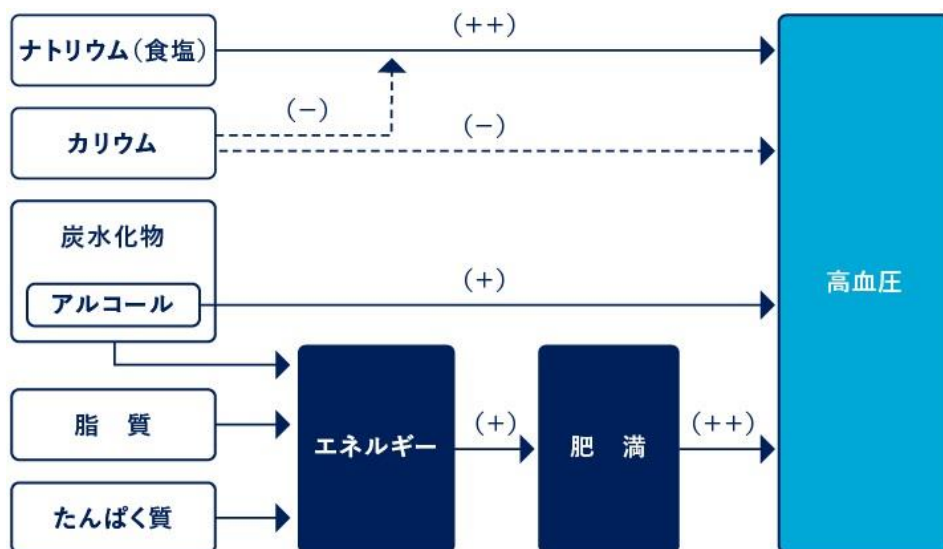 ナトリウム(食塩)
(++)
(−)
カリウム
(−)
炭水化物
アルコール
(+)
高血圧
脂 質
エネルギー
(+)
肥 満
(++)
たんぱく質